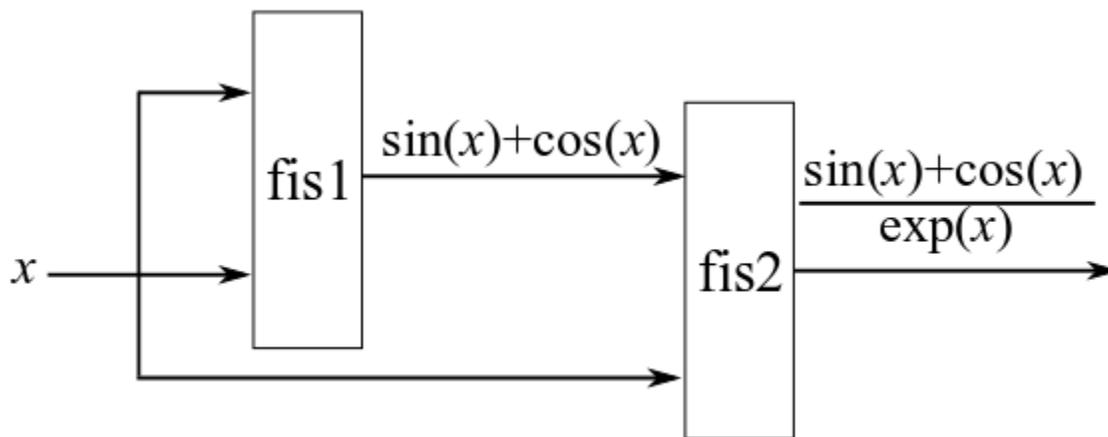 sin(x)+cos(x)
fis1
sin(x)+cos(x)
exp(x)
x
fis2